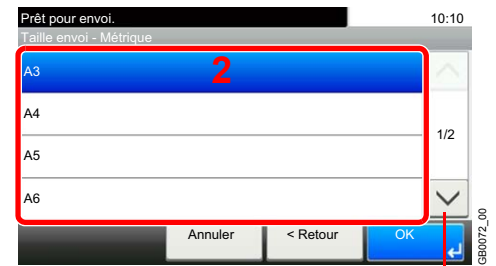 Prêt pour envoi. 10:10
Taille envoi - Métrique
A3 2
A4
1/2
A5
A6
Annuler < Retour OK
GB0072_00